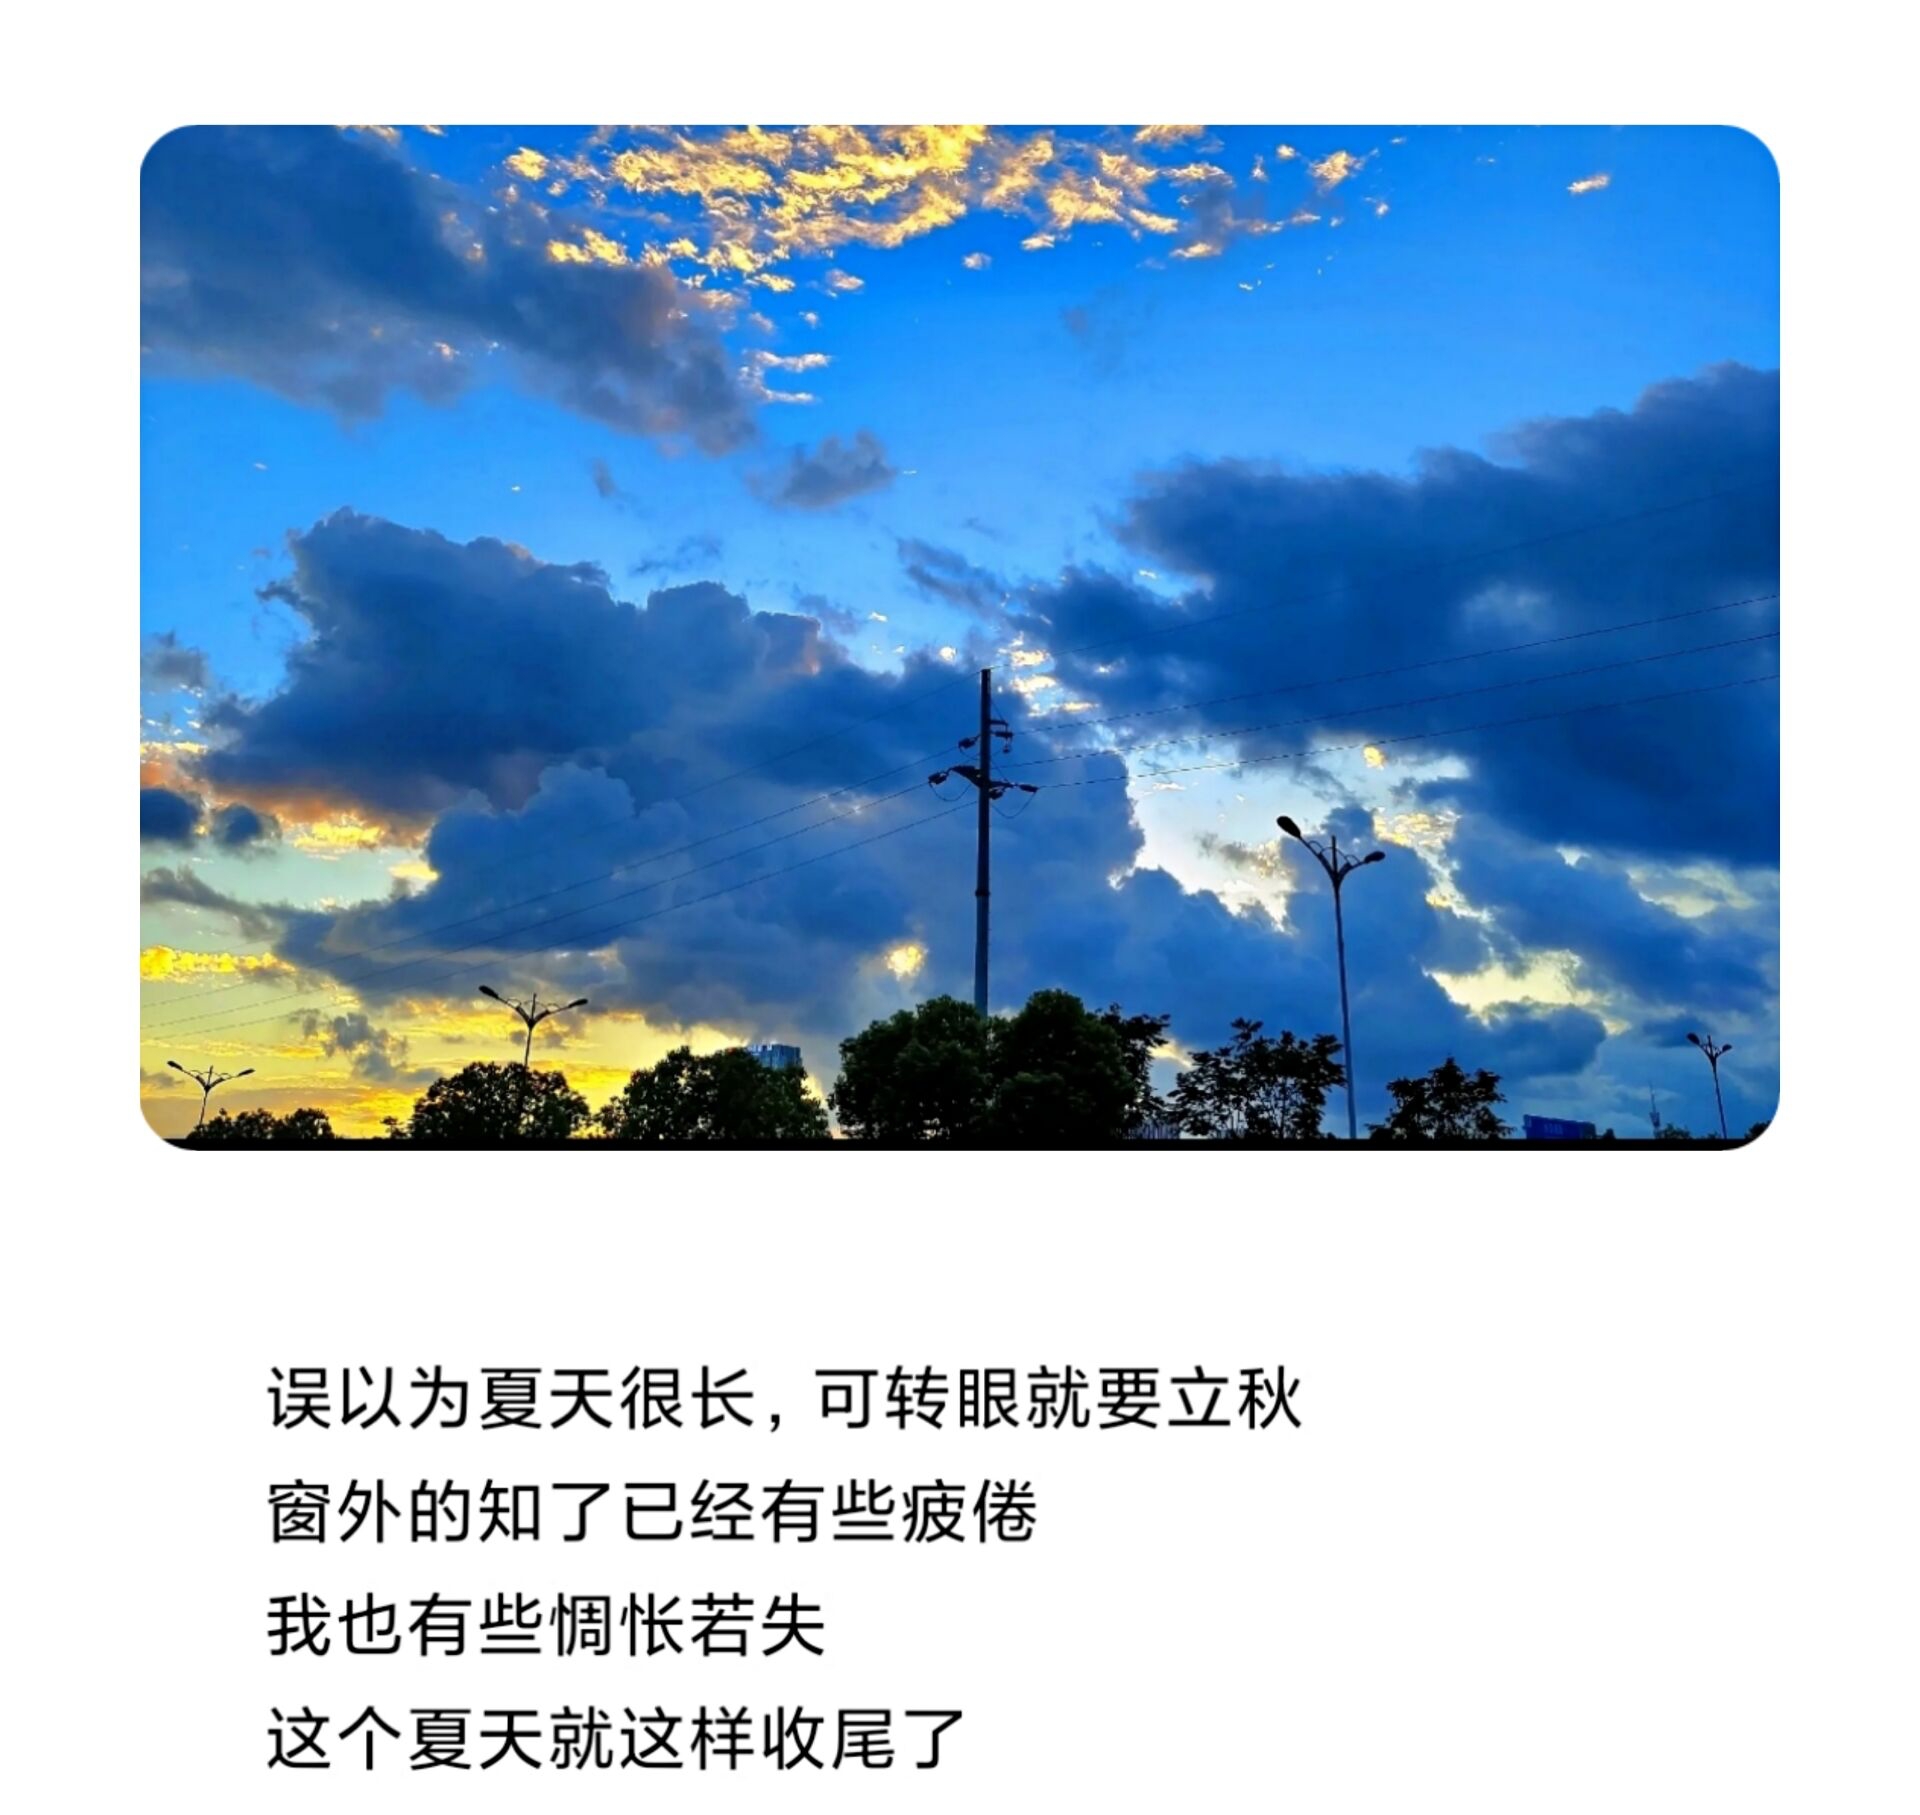 误以为夏天很长，可转眼就要立秋
窗外的知了已经有些疲倦
我也有些惆怅若失
这个夏天就这样收尾了